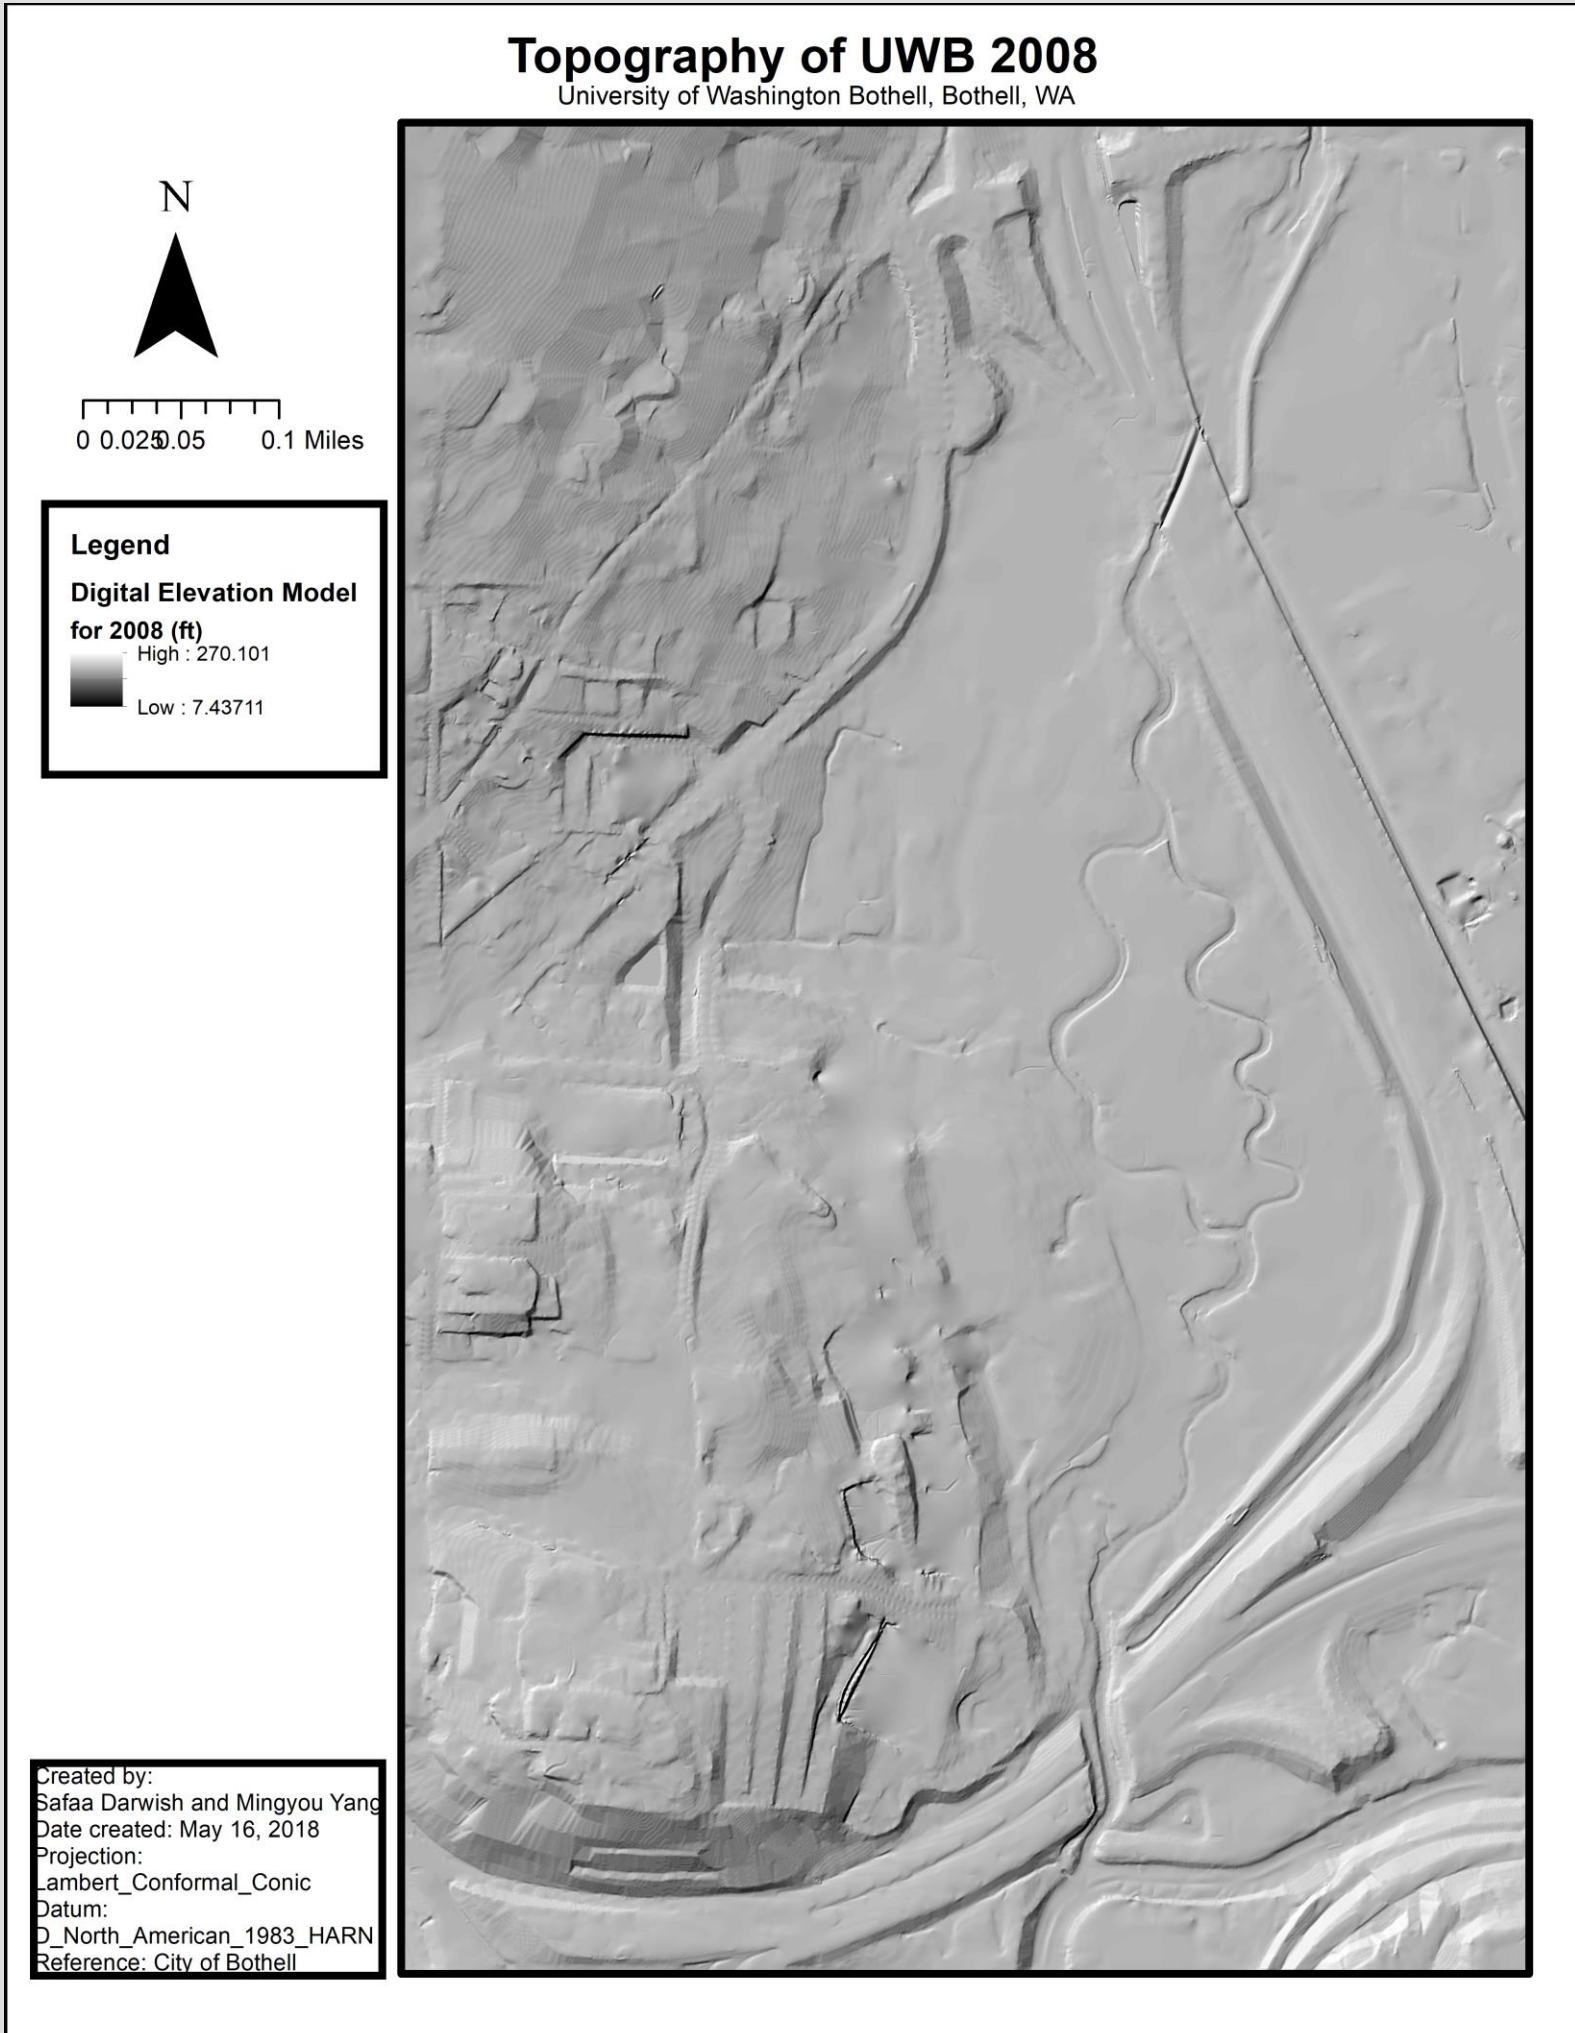 Topography of UWB 2008
University of Washington Bothell, Bothell, WA
N
0 0.025 0.05 0.1 Miles
Legend
Digital Elevation Model
for 2008 (ft)
High : 270.101
Low : 7.43711
Created by:
Safaa Darwish and Mingyou Yang
Date created: May 16, 2018
Projection:
Lambert_Conformal_Conic
Datum:
D_North_American_1983_HARN
Reference: City of Bothell